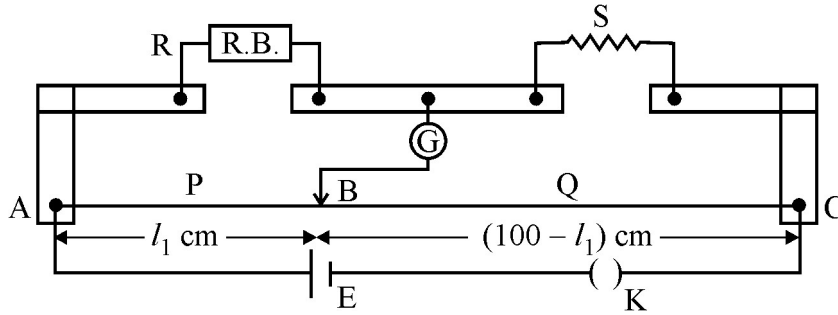 R R.B. S
G
P B Q
A C
l₁ cm (100 – l₁) cm
E K